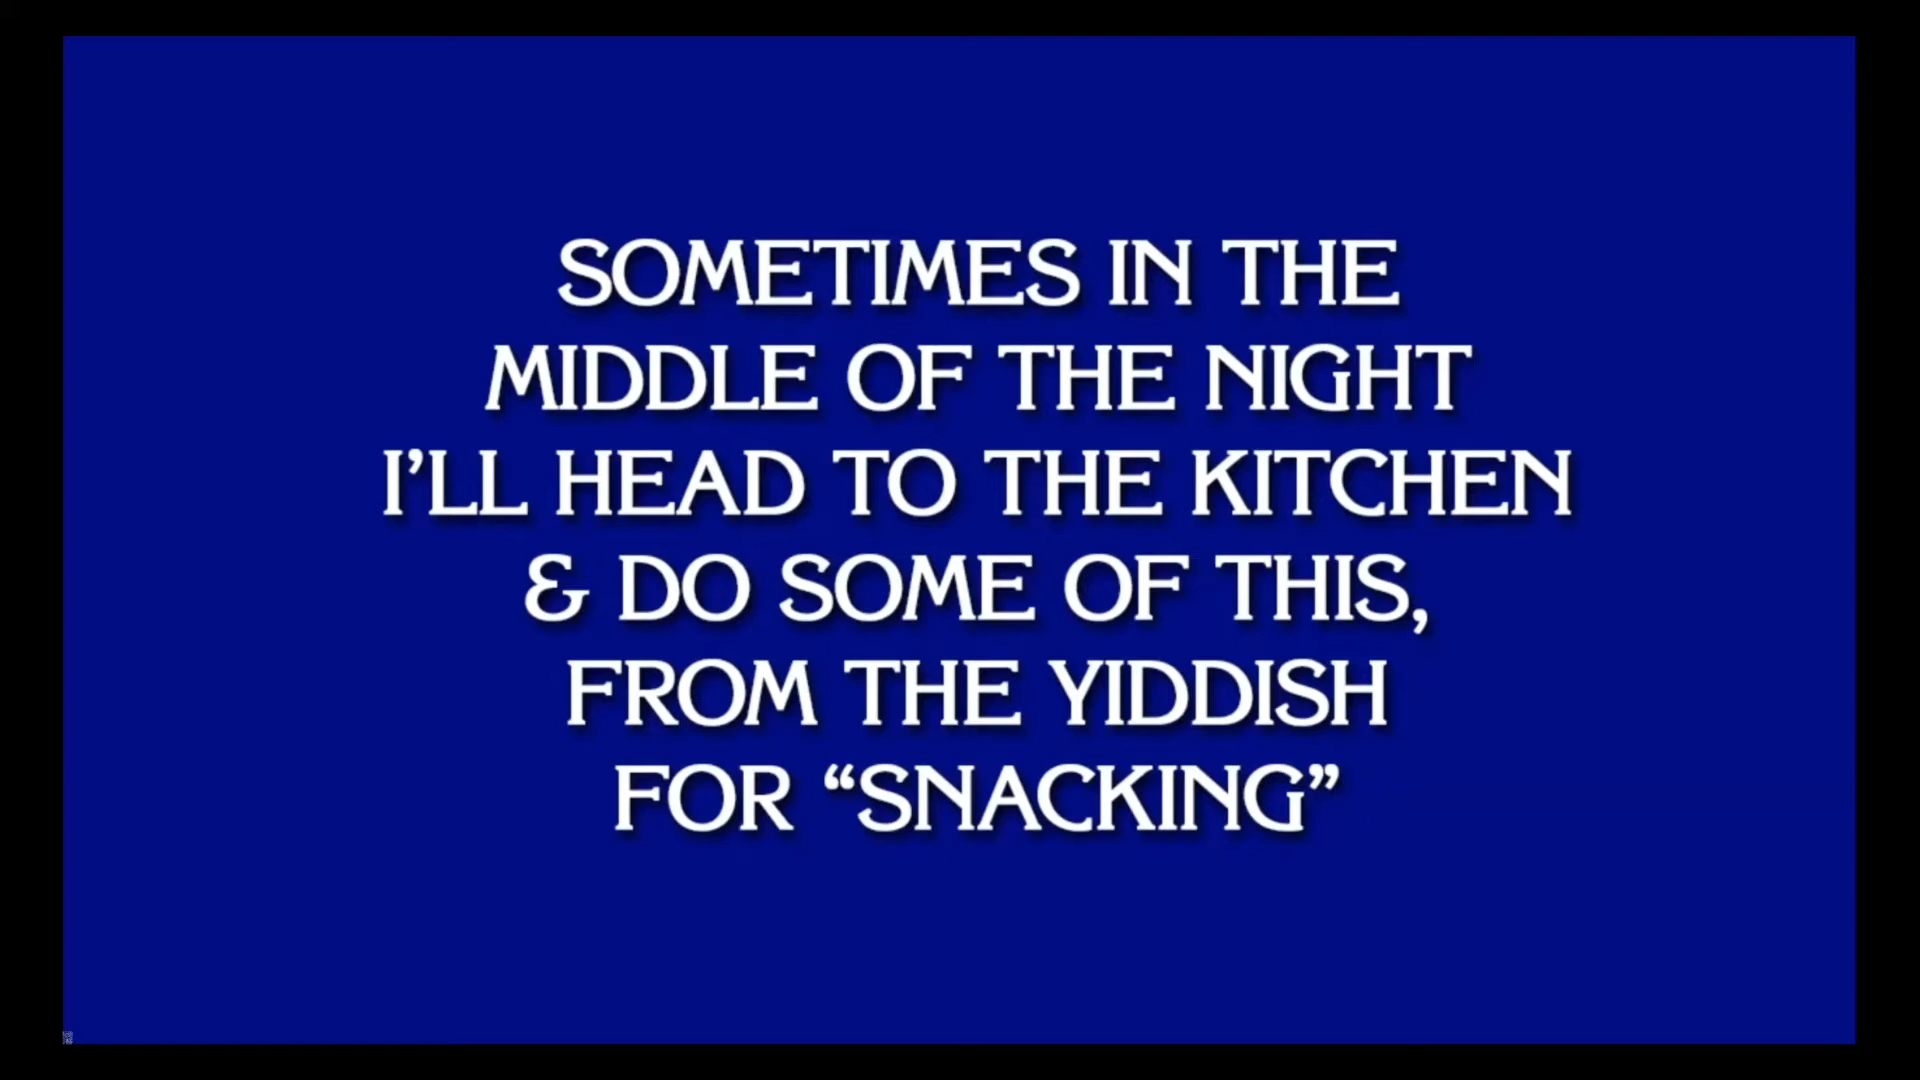 SOMETIMES IN THE
MIDDLE OF THE NIGHT
I’LL HEAD TO THE KITCHEN
& DO SOME OF THIS,
FROM THE YIDDISH
FOR “SNACKING”